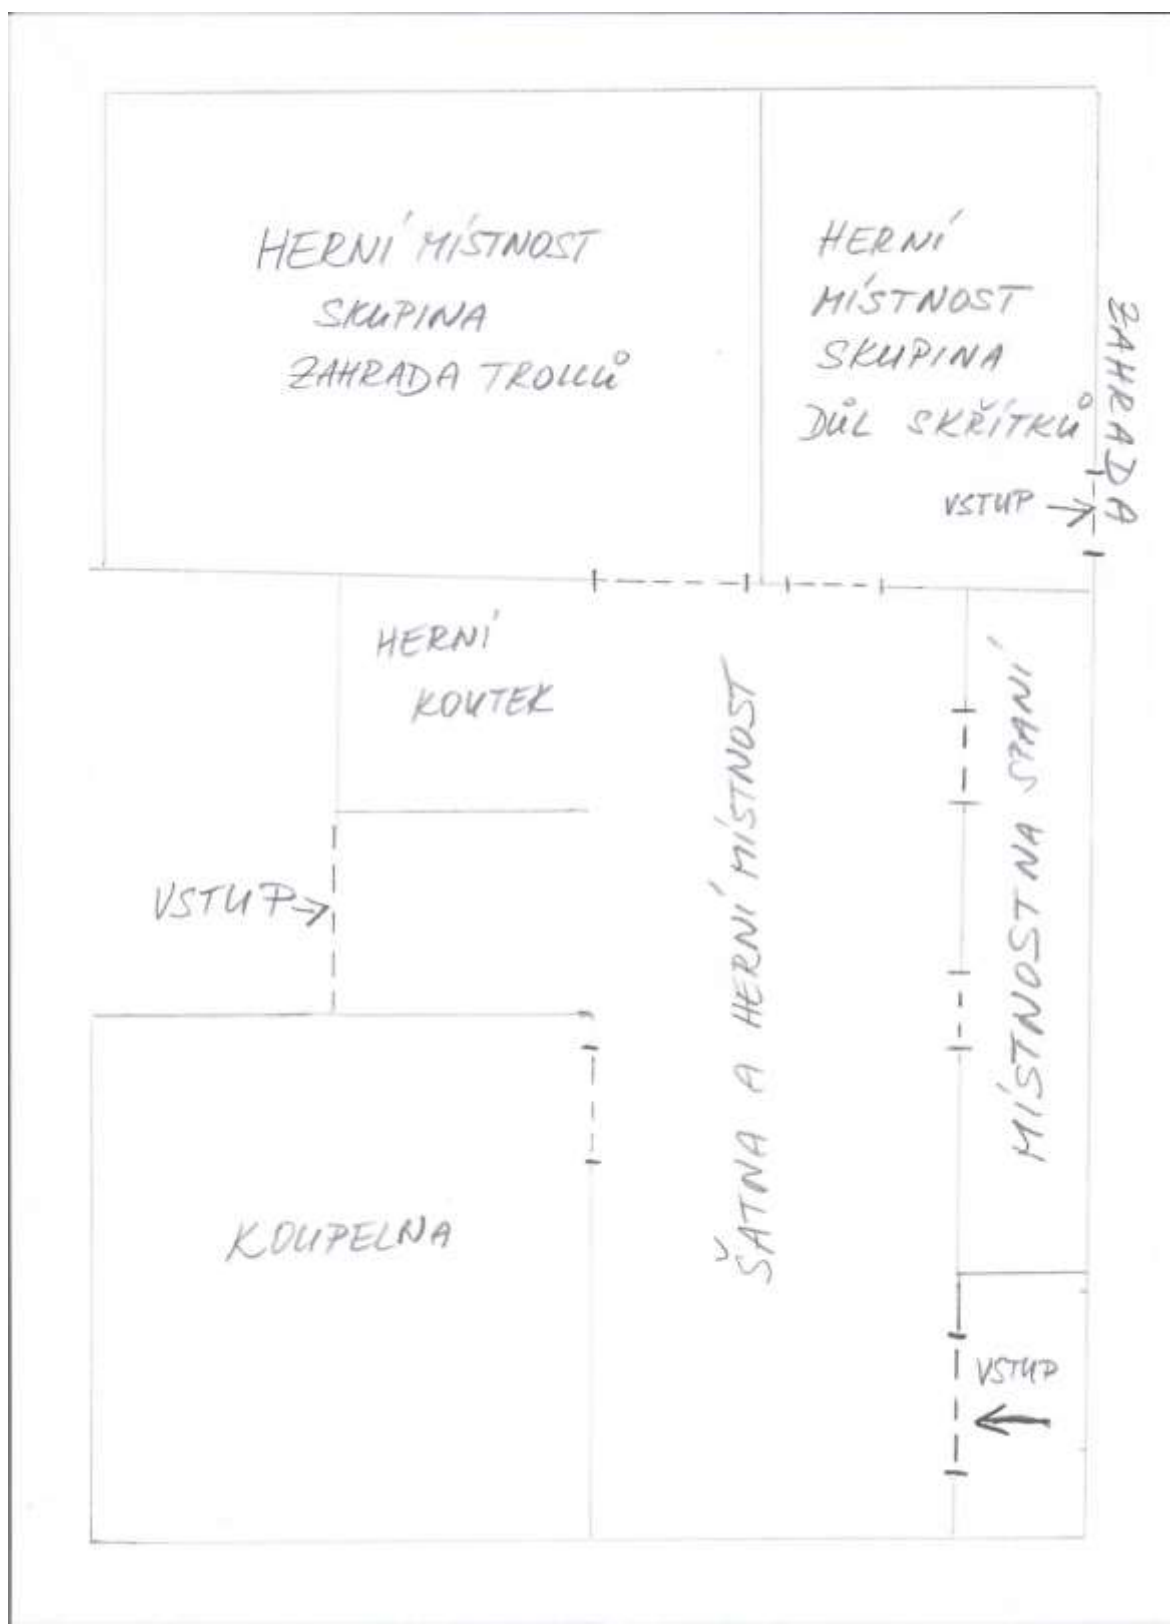 HERNÍ MÍSTNOST
SKUPINA
ZAHRADA TROLLŮ
HERNÍ
MÍSTNOST
SKUPINA
DŮL SKŘÍTKŮ
ZAHRADA
VSTUP
HERNÍ
KOUTEK
VSTUP
ŠATNA A HERNÍ MÍSTNOST
MÍSTNOST NA SPANÍ
KOUPELNA
VSTUP